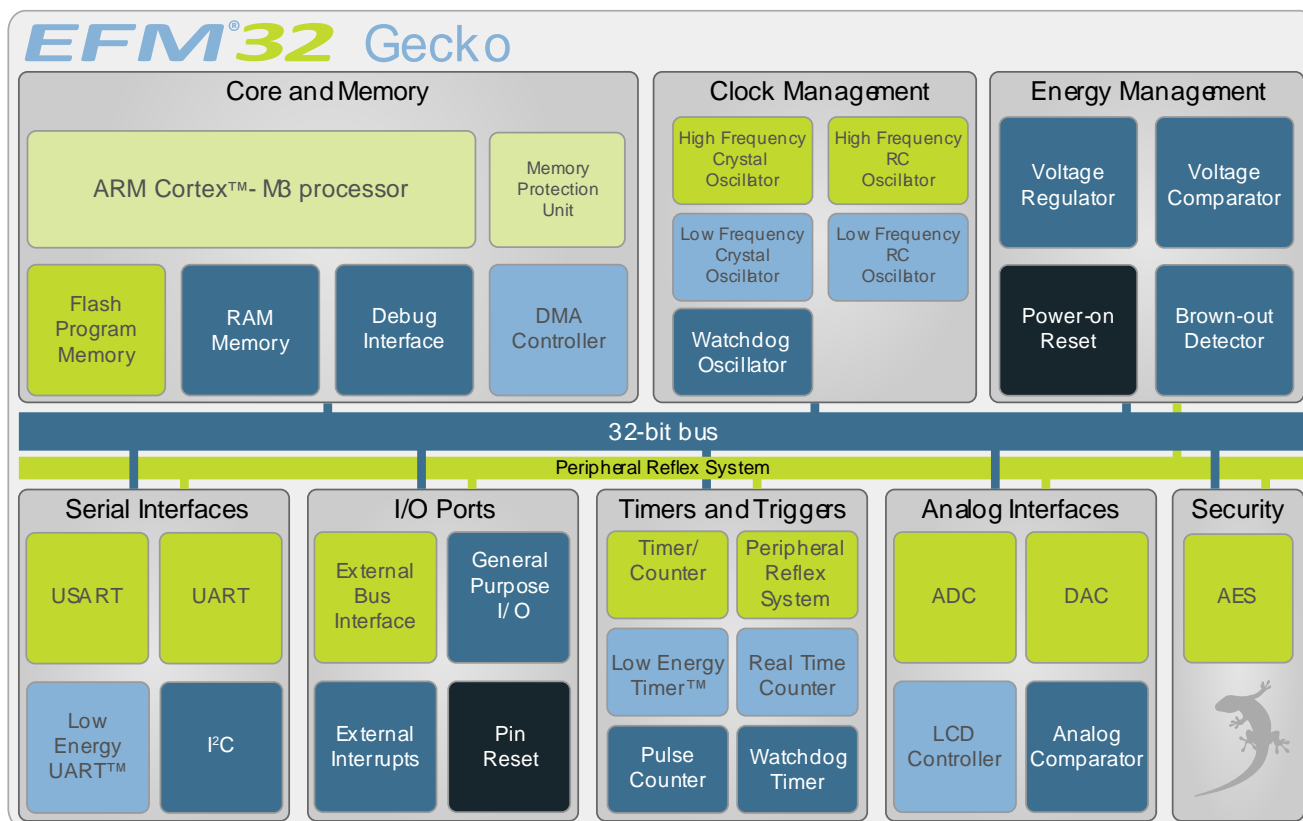 EFM®32 Gecko
Core and Memory
ARM Cortex™- M3 processor
Memory
Protection
Unit
Flash
Program
Memory
RAM
Memory
Debug
Interface
DMA
Controller
Clock Management
High Frequency
Crystal
Oscillator
High Frequency
RC
Oscillator
Low Frequency
Crystal
Oscillator
Low Frequency
RC
Oscillator
Watchdog
Oscillator
Energy Management
Voltage
Regulator
Voltage
Comparator
Power-on
Reset
Brown-out
Detector
32-bit bus
Peripheral Reflex System
Serial Interfaces
USART
UART
Low
Energy
UART™
I²C
I/O Ports
External
Bus
Interface
General
Purpose
I/ O
External
Interrupts
Pin
Reset
Timers and Triggers
Timer/
Counter
Peripheral
Reflex
System
Low Energy
Timer™
Real Time
Counter
Pulse
Counter
Watchdog
Timer
Analog Interfaces
ADC
DAC
LCD
Controller
Analog
Comparator
Security
AES